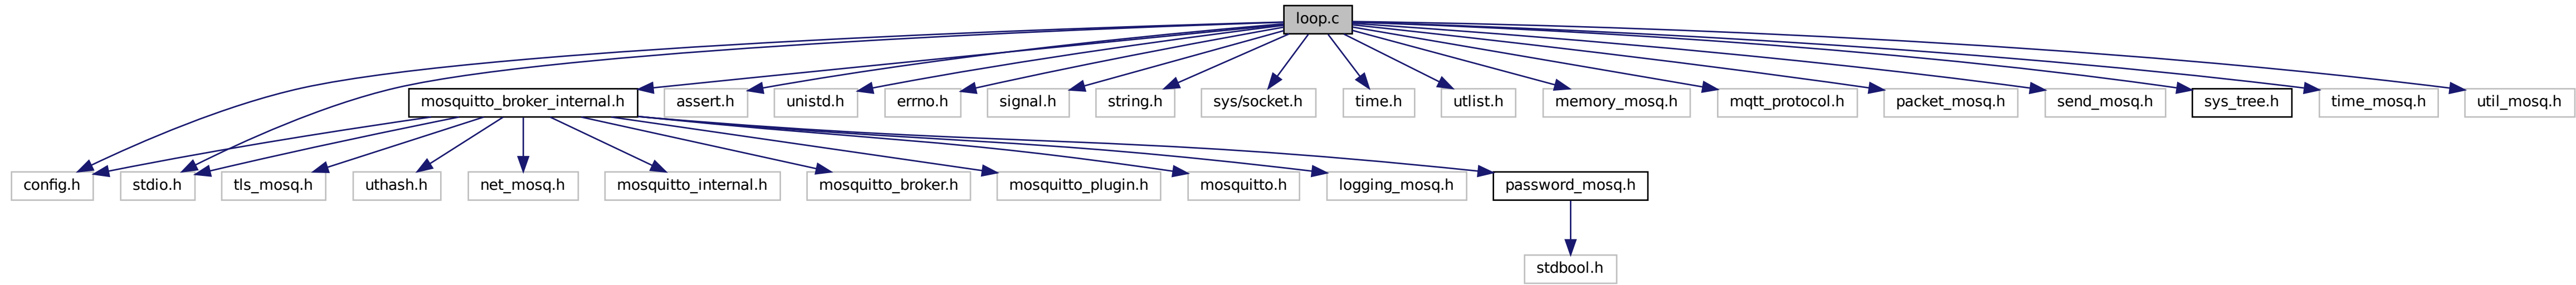 loop.c
mosquitto_broker_internal.h
assert.h
unistd.h
errno.h
signal.h
string.h
sys/socket.h
time.h
utlist.h
memory_mosq.h
mqtt_protocol.h
packet_mosq.h
send_mosq.h
sys_tree.h
time_mosq.h
util_mosq.h
config.h
stdio.h
tls_mosq.h
uthash.h
net_mosq.h
mosquitto_internal.h
mosquitto_broker.h
mosquitto_plugin.h
mosquitto.h
logging_mosq.h
password_mosq.h
stdbool.h